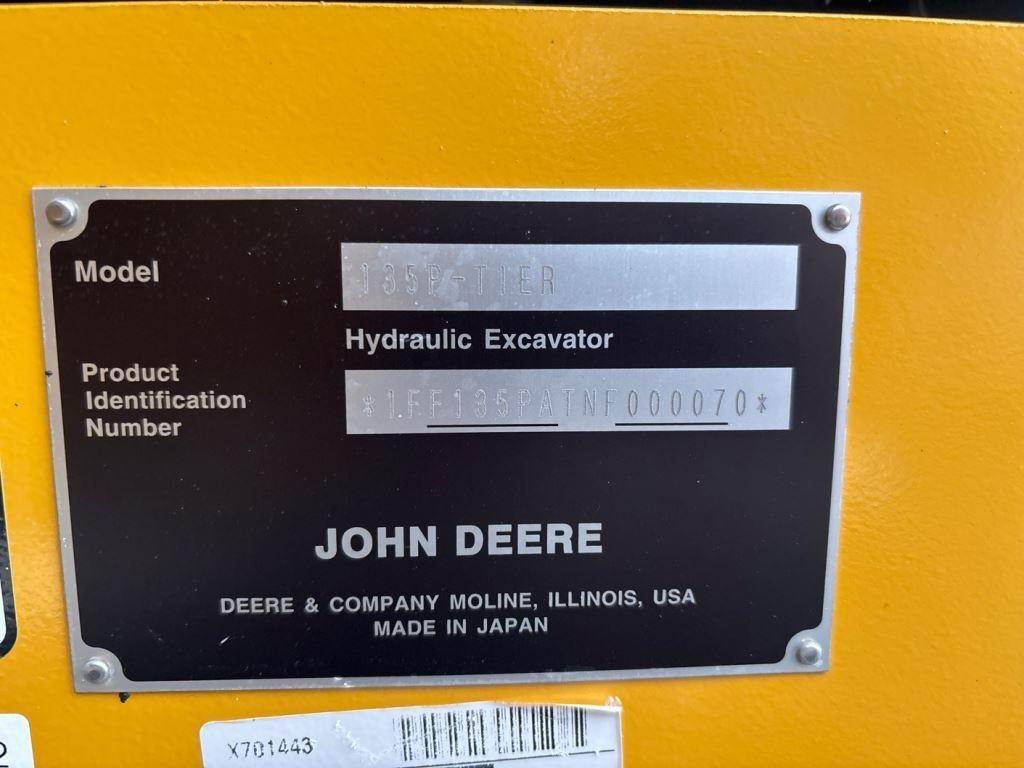 Model
135P-TIER
Hydraulic Excavator
Product
Identification
Number
*1FF135PATNF000070*
JOHN DEERE
DEERE & COMPANY MOLINE, ILLINOIS, USA
MADE IN JAPAN
X701443